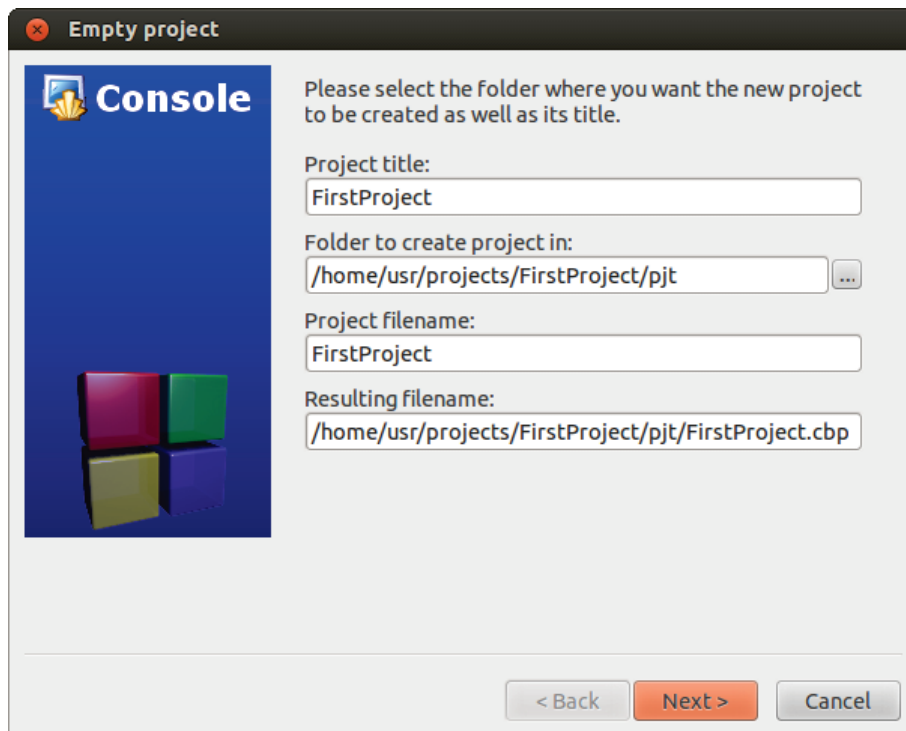 Empty project
Console
Please select the folder where you want the new project
to be created as well as its title.
Project title:
FirstProject
Folder to create project in:
/home/usr/projects/FirstProject/pjt
...
Project filename:
FirstProject
Resulting filename:
/home/usr/projects/FirstProject/pjt/FirstProject.cbp
< Back
Next >
Cancel